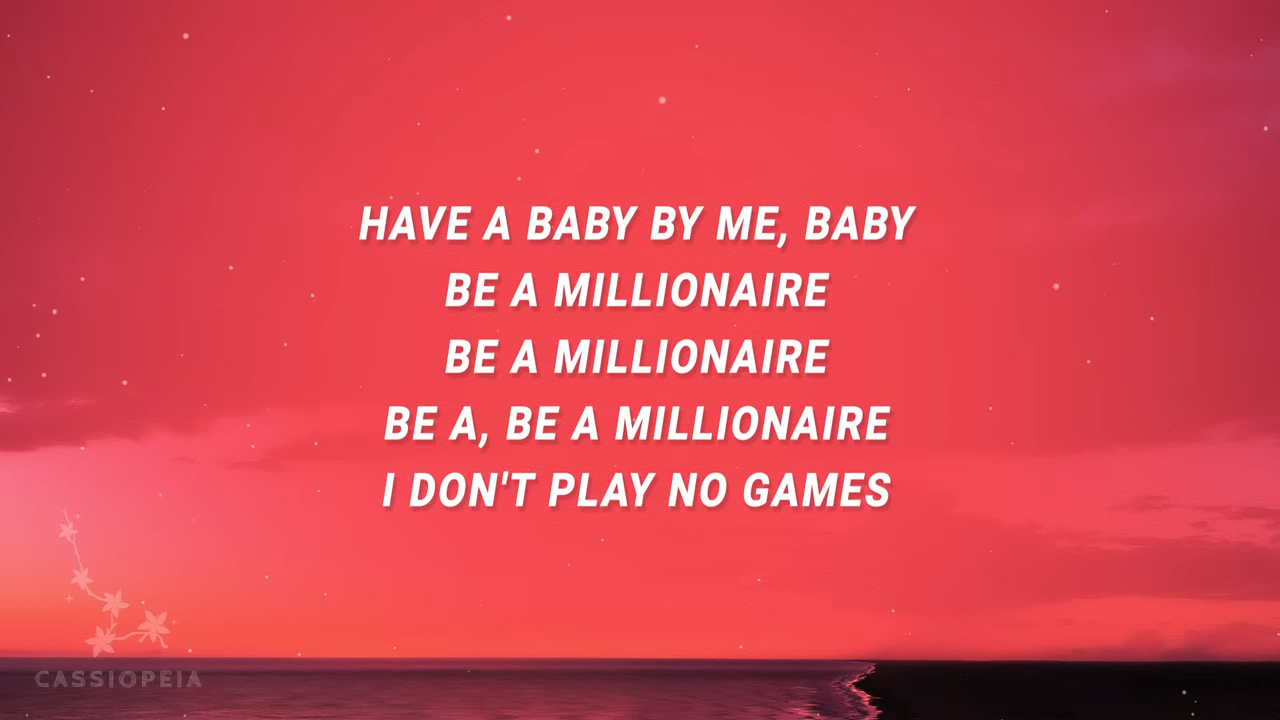 HAVE A BABY BY ME, BABY
BE A MILLIONAIRE
BE A MILLIONAIRE
BE A, BE A MILLIONAIRE
I DON'T PLAY NO GAMES
CASSIOPEIA